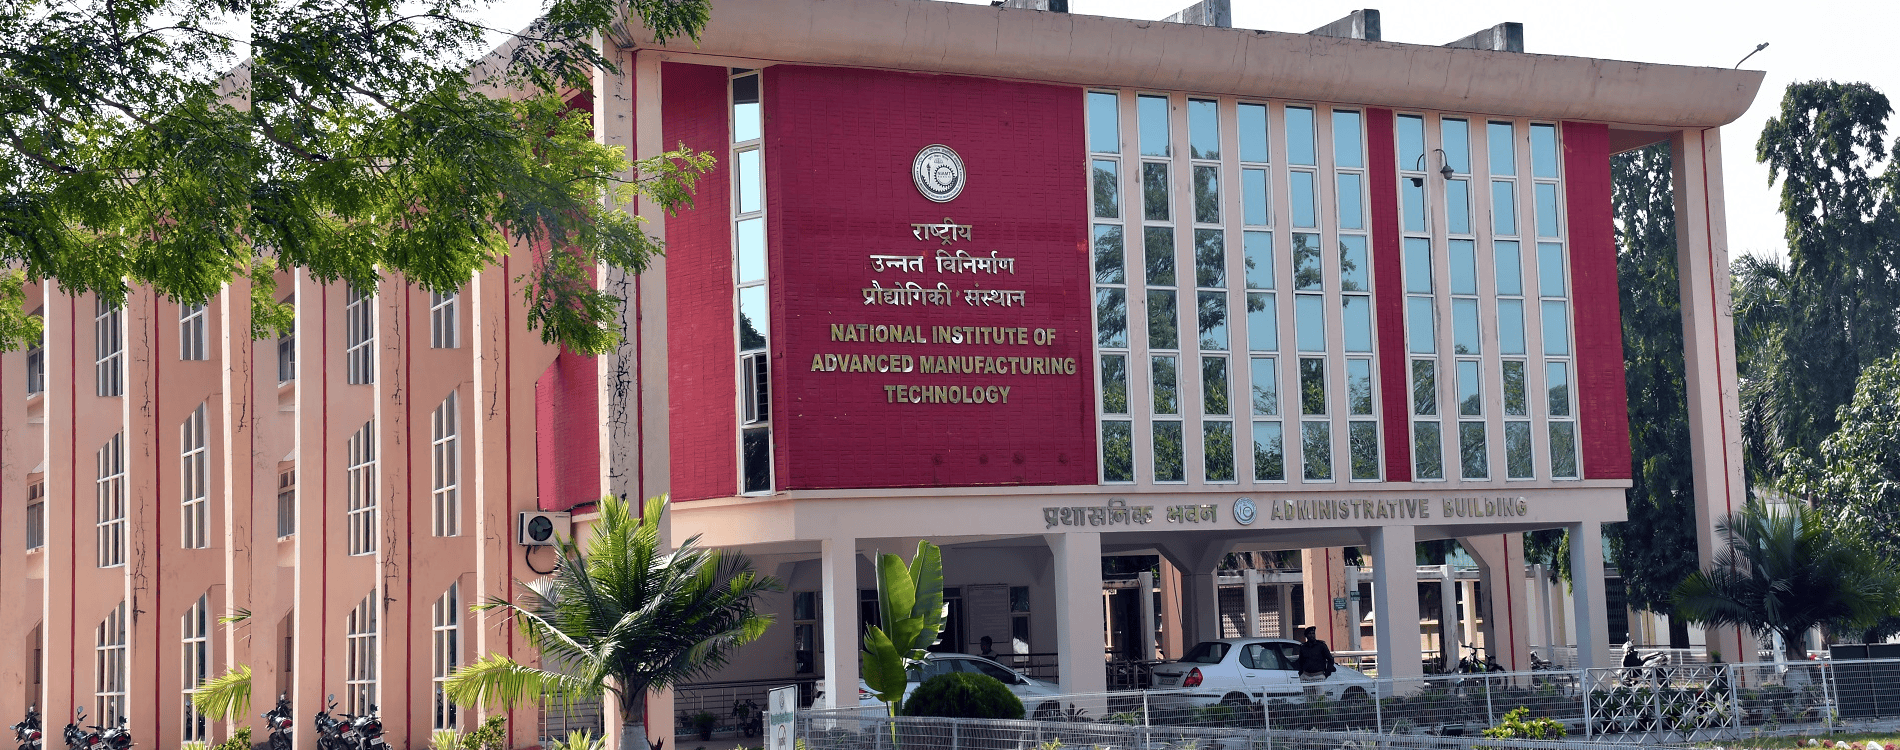 राष्ट्रीय
उन्नत विनिर्माण
प्रौद्योगिकी संस्थान
NATIONAL INSTITUTE OF
ADVANCED MANUFACTURING
TECHNOLOGY
प्रशासनिक भवन ADMINISTRATIVE BUILDING